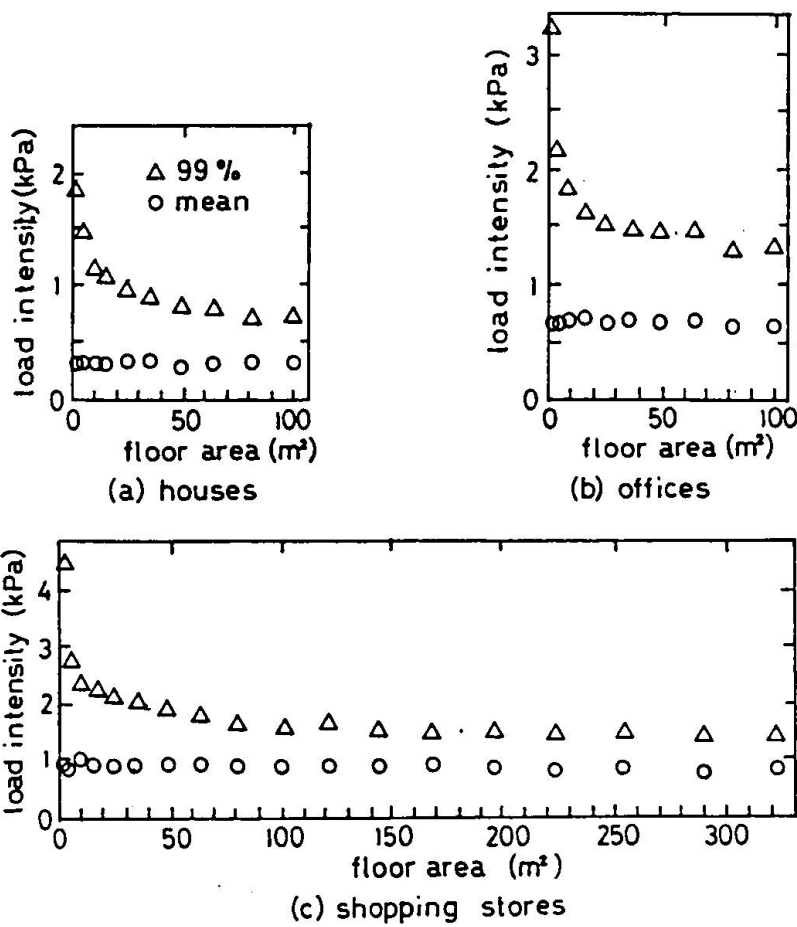 load intensity (kPa)
2
1
0
△ 99%
○ mean
0 50 100
floor area (m²)
(a) houses
load intensity (kPa)
3
2
1
0
0 50 100
floor area (m²)
(b) offices
load intensity (kPa)
4
3
2
1
0
0 50 100 150 200 250 300
floor area (m²)
(c) shopping stores